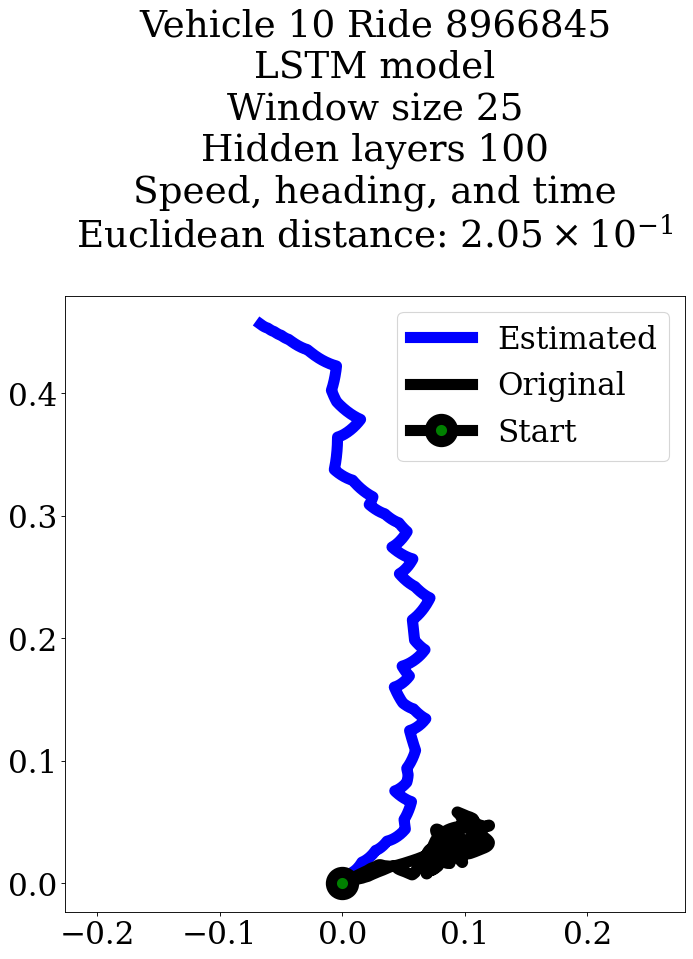 Vehicle 10 Ride 8966845
LSTM model
Window size 25
Hidden layers 100
Speed, heading, and time
Euclidean distance: 2.05 × 10⁻¹
Estimated
Original
Start
0.4
0.3
0.2
0.1
0.0
−0.2
−0.1
0.0
0.1
0.2